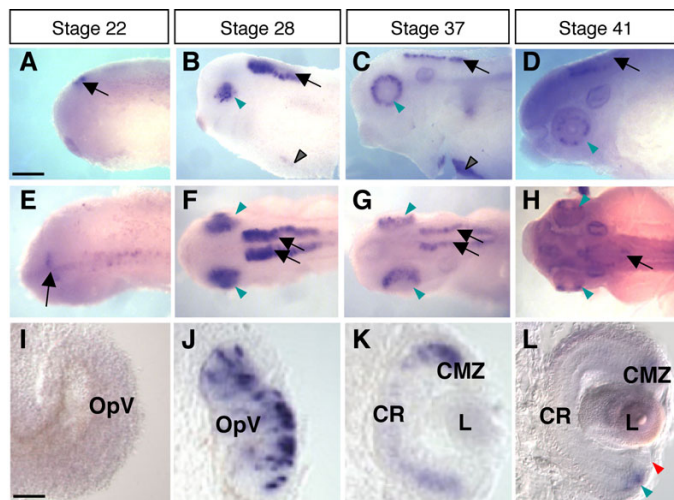 Stage 22 Stage 28 Stage 37 Stage 41
A B C D
E F G H
I J K L
OpV OpV CMZ CR L CMZ CR L